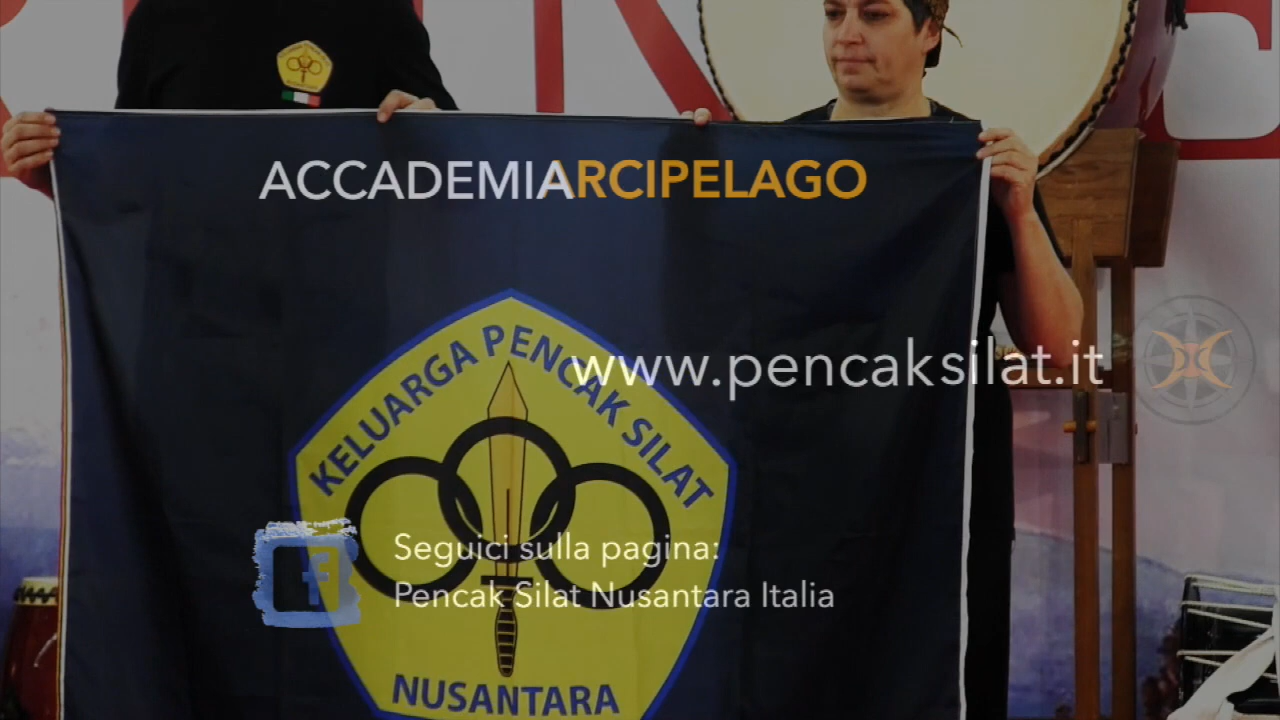 ACCADEMIARCIPELAGO
www.pencaksilat.it
KELUARGA PENCAK SILAT
Seguici sulla pagina:
Pencak Silat Nusantara Italia
NUSANTARA